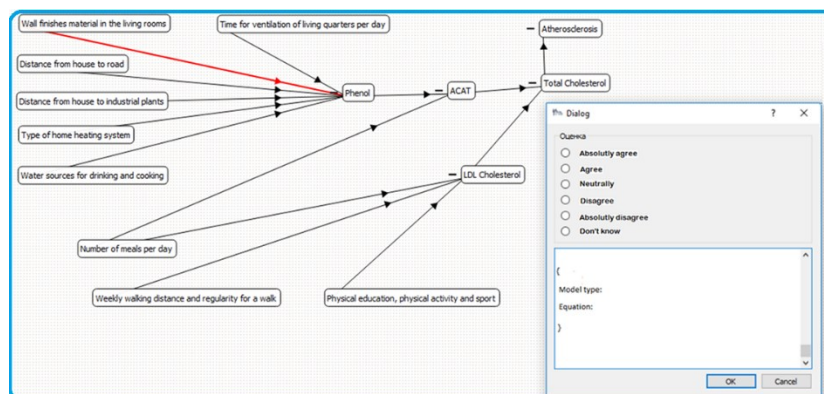 Wall finishes material in the living rooms
Time for ventilation of living quarters per day
Atherosderosis
Distance from house to road
Phenol
ACAT
Total Cholesterol
Distance from house to industrial plants
Type of home heating system
Water sources for drinking and cooking
LDL Cholesterol
Number of meals per day
Weekly walking distance and regularity for a walk
Physical education, physical activity and sport
Dialog
?
Оценка
Absolutly agree
Agree
Neutrally
Disagree
Absolutly disagree
Don't know
{
Model type:
Equation:
}
OK
Cancel